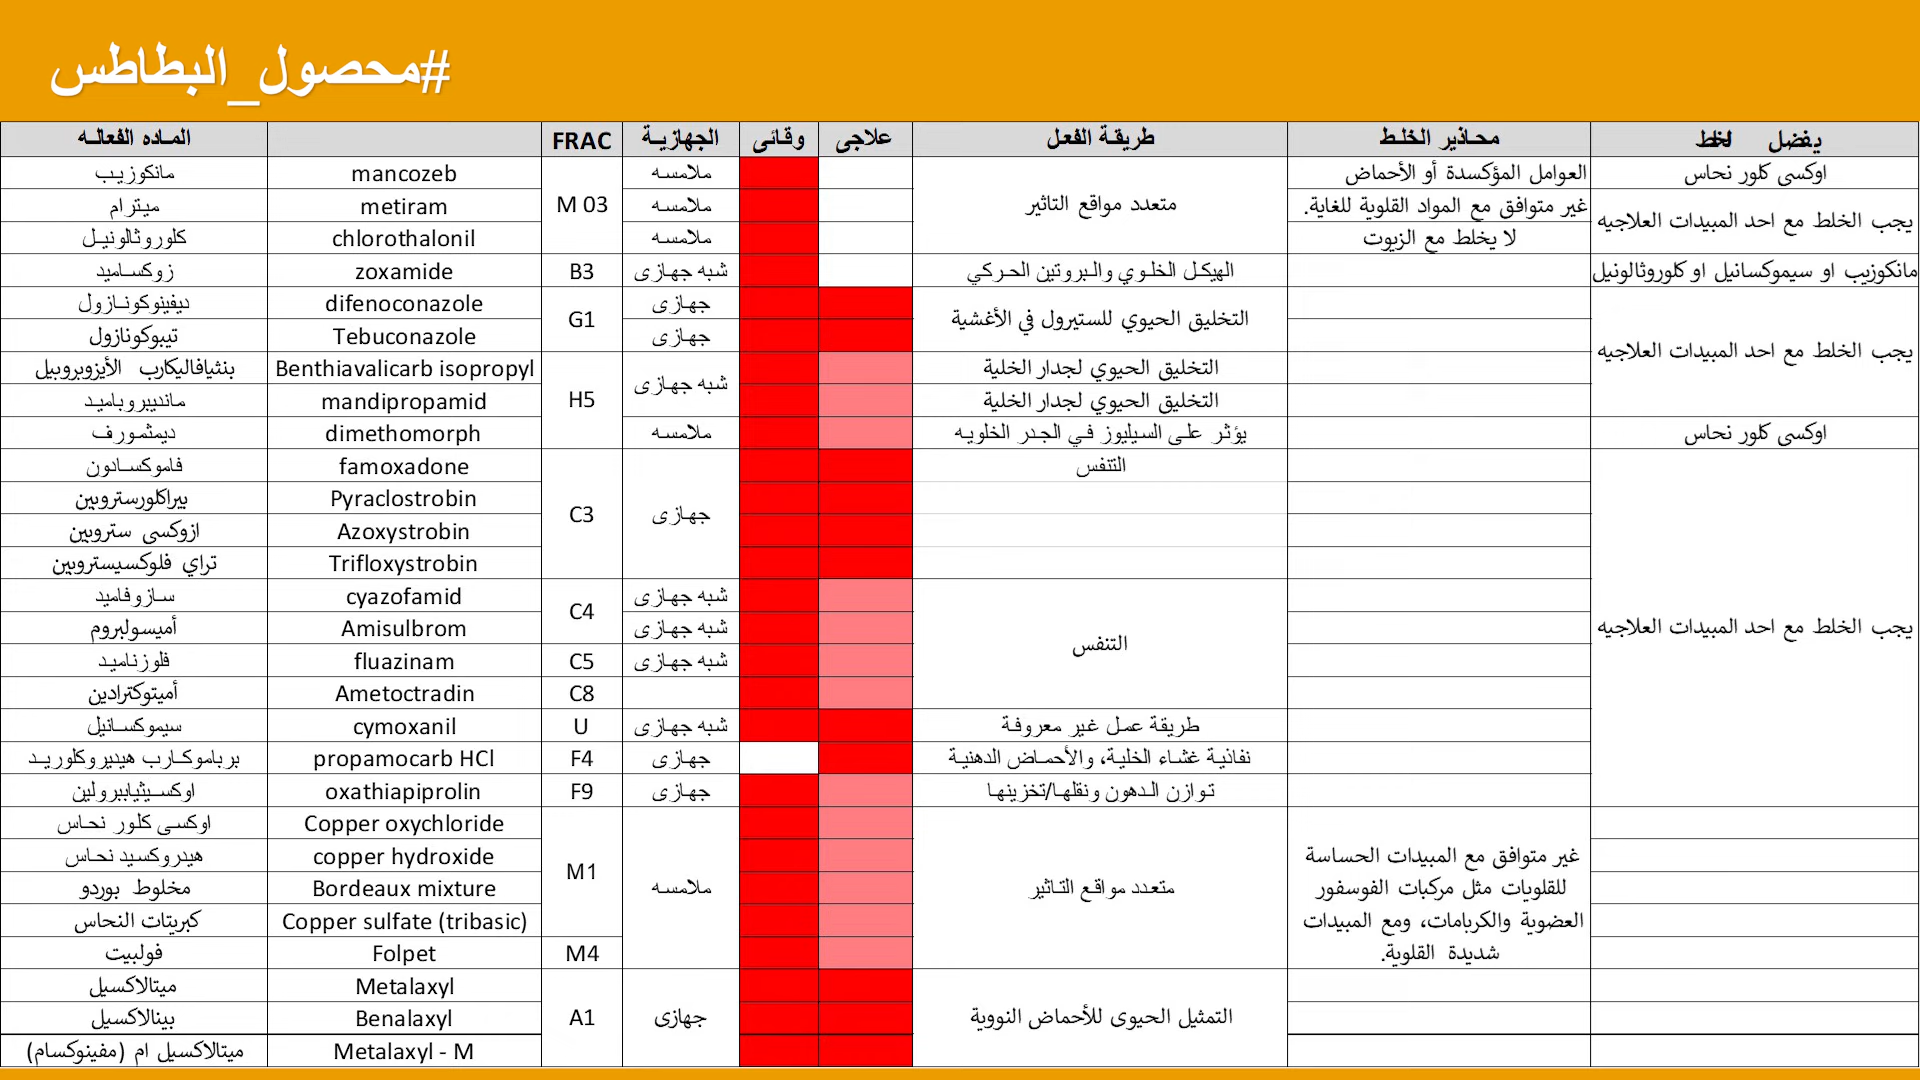 #محصول_البطاطس
الماده الفعاله FRAC الجهازية وقائى علاجى طريقة الفعل محاذير الخلط يفضل لخلط
مانكوزيب mancozeb M 03 ملامسه متعدد مواقع التاثير العوامل المؤكسدة أو الأحماض اوكسى كلور نحاس
ميترام metiram ملامسه غير متوافق مع المواد القلوية للغاية. يجب الخلط مع احد المبيدات العلاجيه
كلوروثالونيل chlorothalonil ملامسه لا يخلط مع الزيوت
زوكساميد zoxamide B3 شبه جهازى الهيكل الخلوي والبروتين الحركي مانكوزيب او سيموكسانيل او كلوروثالونيل
ديفينوكونازول difenoconazole G1 جهازى التخليق الحيوي للستيرول في الأغشية يجب الخلط مع احد المبيدات العلاجيه
تيبوكونازول Tebuconazole جهازى
بنثيافاليكارب الأيزوبروبيل Benthiavalicarb isopropyl H5 شبه جهازى التخليق الحيوي لجدار الخلية
مانديبروباميد mandipropamid التخليق الحيوي لجدار الخلية
ديمثمورف dimethomorph ملامسه يؤثر على السيليوز في الجدر الخلويه اوكسى كلور نحاس
فاموكسادون famoxadone C3 جهازى التنفس يجب الخلط مع احد المبيدات العلاجيه
بيراكلورستروبين Pyraclostrobin
ازوكسى ستروبين Azoxystrobin
تراي فلوكسيستروبين Trifloxystrobin
سازوفاميد cyazofamid C4 شبه جهازى التنفس
أميسولبروم Amisulbrom شبه جهازى
فلوزناميد fluazinam C5 شبه جهازى
أميتوكترادين Ametoctradin C8
سيموكسانيل cymoxanil U شبه جهازى طريقة عمل غير معروفة
برباموكارب هيديروكلوريد propamocarb HCl F4 جهازى نفاذية غشاء الخلية، والأحماض الدهنية
اوكسيثيابيرولين oxathiapiprolin F9 جهازى توازن الدهون ونقلها/تخزينها
اوكسى كلور نحاس Copper oxychloride M1 ملامسه متعدد مواقع التاثير غير متوافق مع المبيدات الحساسة للقلويات مثل مركبات الفوسفور العضوية والكربامات، ومع المبيدات شديدة القلوية.
هيدروكسيد نحاس copper hydroxide
مخلوط بوردو Bordeaux mixture
كبريتات النحاس Copper sulfate (tribasic)
فولبيت Folpet M4
ميتالاكسيل Metalaxyl A1 جهازى التمثيل الحيوى للأحماض النووية
بينالاكسيل Benalaxyl
ميتالاكسيل ام (مفينوكسام) Metalaxyl - M